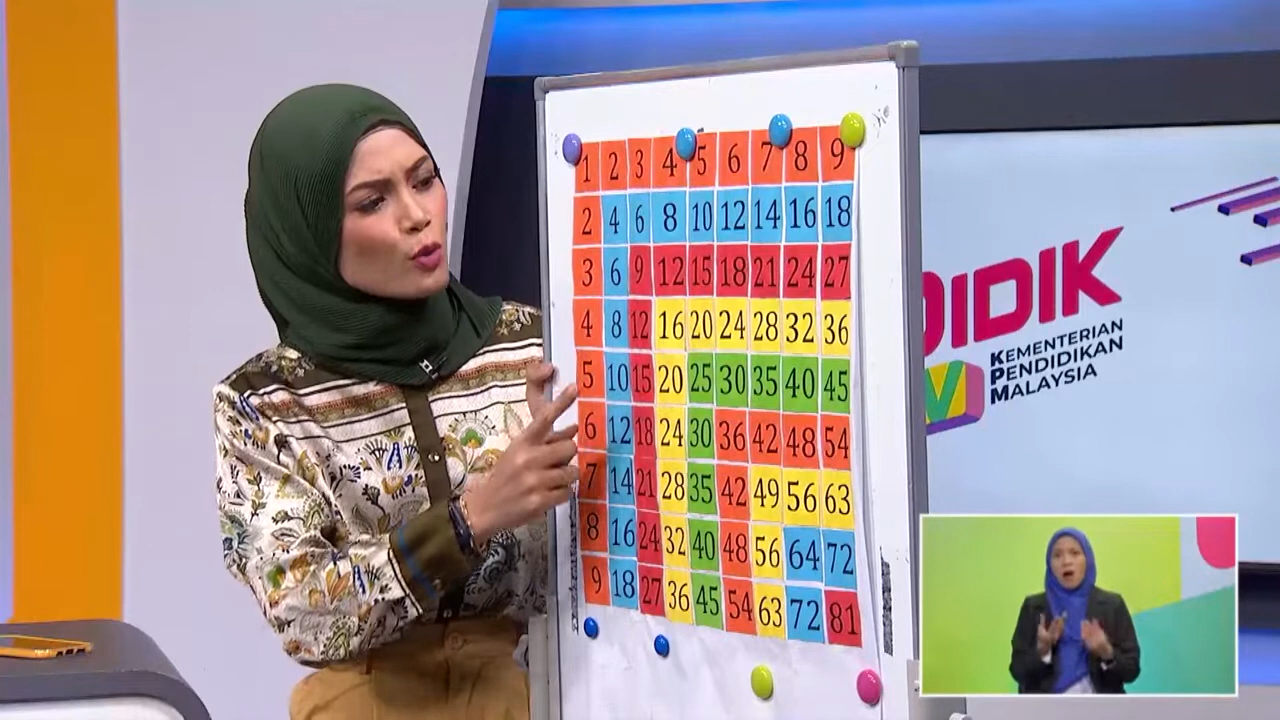 1 2 3 4 5 6 7 8 9
2 4 6 8 10 12 14 16 18
3 6 9 12 15 18 21 24 27
4 8 12 16 20 24 28 32 36
5 10 15 20 25 30 35 40 45
6 12 18 24 30 36 42 48 54
7 14 21 28 35 42 49 56 63
8 16 24 32 40 48 56 64 72
9 18 27 36 45 54 63 72 81
DIDIK
V
KEMENTERIAN
PENDIDIKAN
MALAYSIA